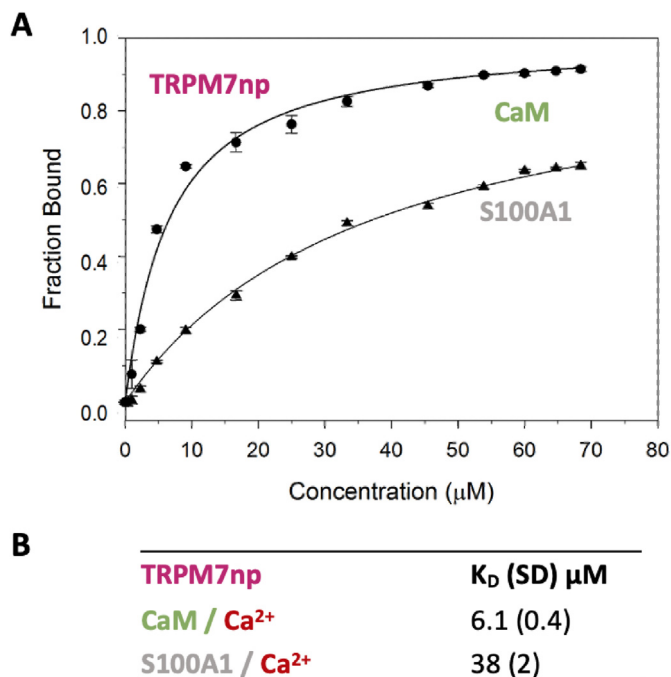 A
1.0
0.8
0.6
0.4
0.2
0.0
Fraction Bound
TRPM7np
CaM
S100A1
0 10 20 30 40 50 60 70 80
Concentration (μM)
B
TRPM7np K_D (SD) μM
CaM / Ca²⁺ 6.1 (0.4)
S100A1 / Ca²⁺ 38 (2)